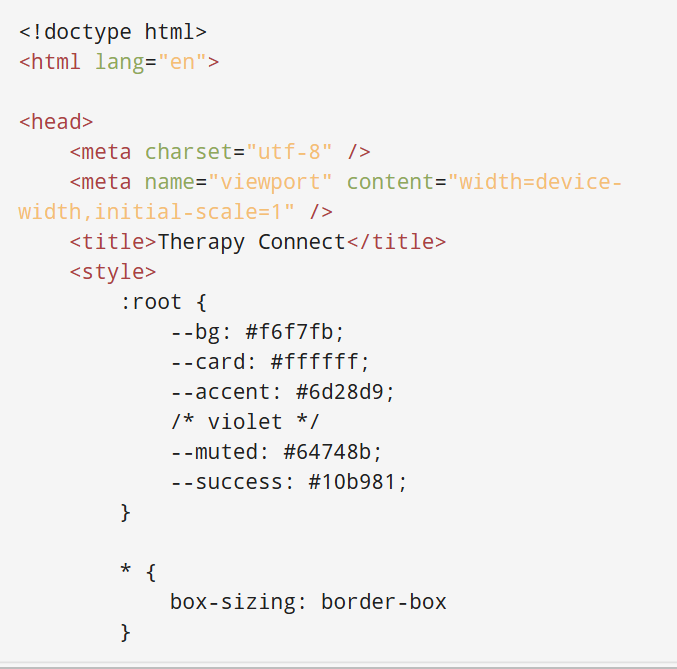 <!doctype html>
<html lang="en">

<head>
    <meta charset="utf-8" />
    <meta name="viewport" content="width=device-
width,initial-scale=1" />
    <title>Therapy Connect</title>
    <style>
        :root {
            --bg: #f6f7fb;
            --card: #ffffff;
            --accent: #6d28d9;
            /* violet */
            --muted: #64748b;
            --success: #10b981;
        }

        * {
            box-sizing: border-box
        }